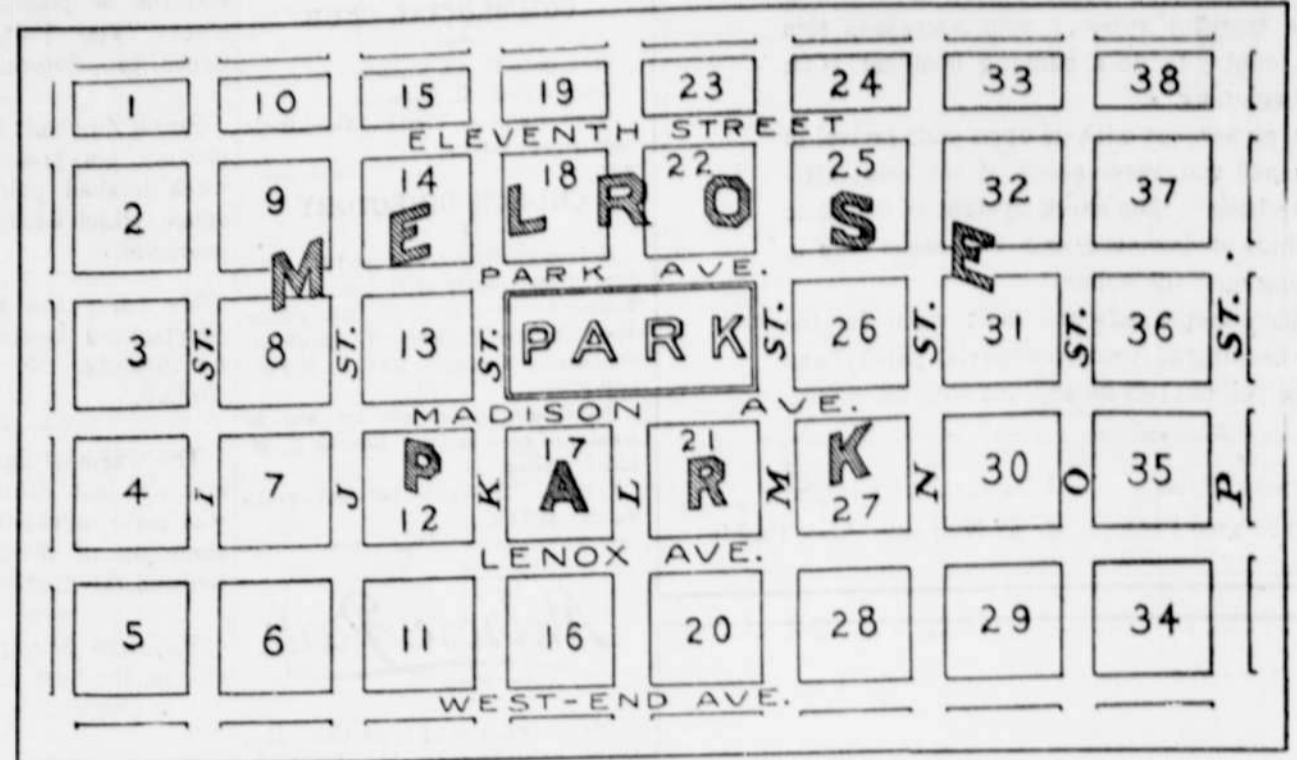 1 10 15 19 23 24 33 38
ELEVENTH STREET
2 9 14 18 22 25 32 37
MELROSE
PARK AVE.
3 ST. 8 ST. 13 ST. PARK ST. 26 ST. 31 ST. 36 ST.
MADISON AVE.
4 I 7 J 12 K 17 L 21 M 27 N 30 O 35 P
PARK
LENOX AVE.
5 6 11 16 20 28 29 34
WEST-END AVE.